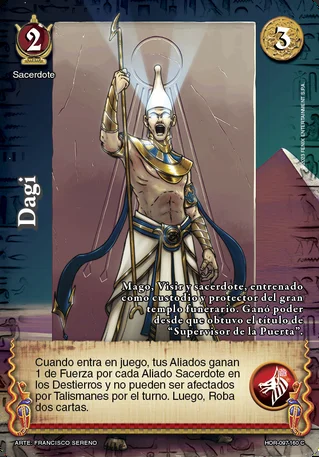 2
3
Sacerdote
©2025 FENIX ENTERTAINMENT S.P.A.
Dagi
Mago, Visir y sacerdote, entrenado
como custodio y protector del gran
templo funerario. Ganó poder
desde que obtuvo el título de
“Supervisor de la Puerta”.
Cuando entra en juego, tus Aliados ganan
1 de Fuerza por cada Aliado Sacerdote en
los Destierros y no pueden ser afectados
por Talismanes por el turno. Luego, Roba
dos cartas.
ARTE: FRANCISCO SERENO
HOR-097-160 C